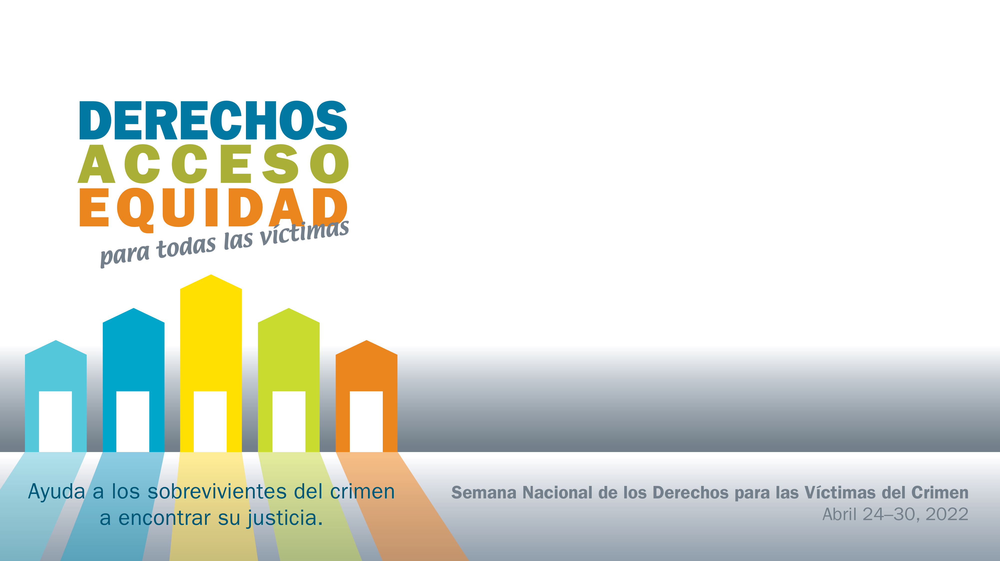 DERECHOS
ACCESO
EQUIDAD
para todas las víctimas
Ayuda a los sobrevivientes del crimen
a encontrar su justicia.
Semana Nacional de los Derechos para las Víctimas del Crimen
Abril 24–30, 2022